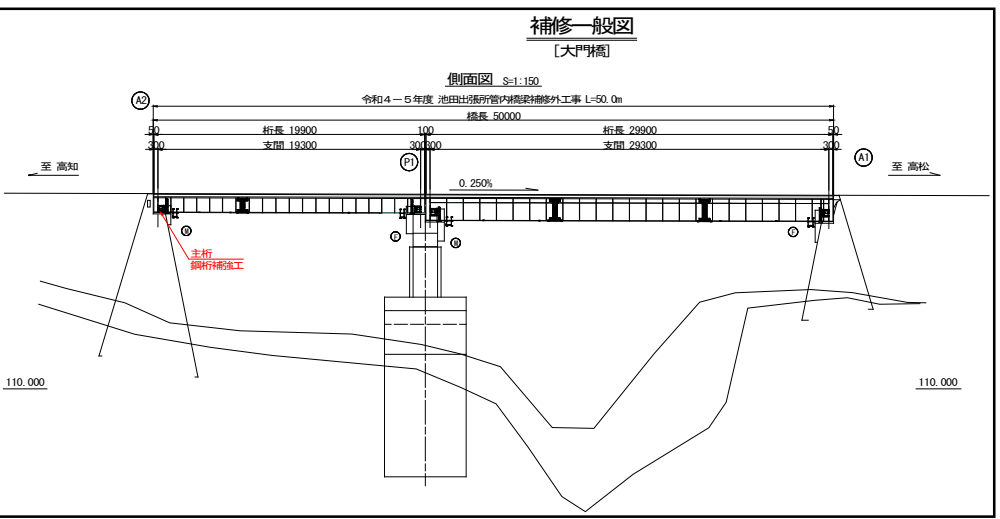 補修一般図
[大門橋]
側面図 S=1:150
A2
令和4-5年度 池田出張所管内橋梁補修外工事 L=50.0m
橋長 50000
50 桁長 19900 100 桁長 29900 50
300 支間 19300 300 300 支間 29300 300
P1
A1
至 高知
至 高松
0.250%
M
F
M
F
主桁
鋼桁補強工
110.000
110.000